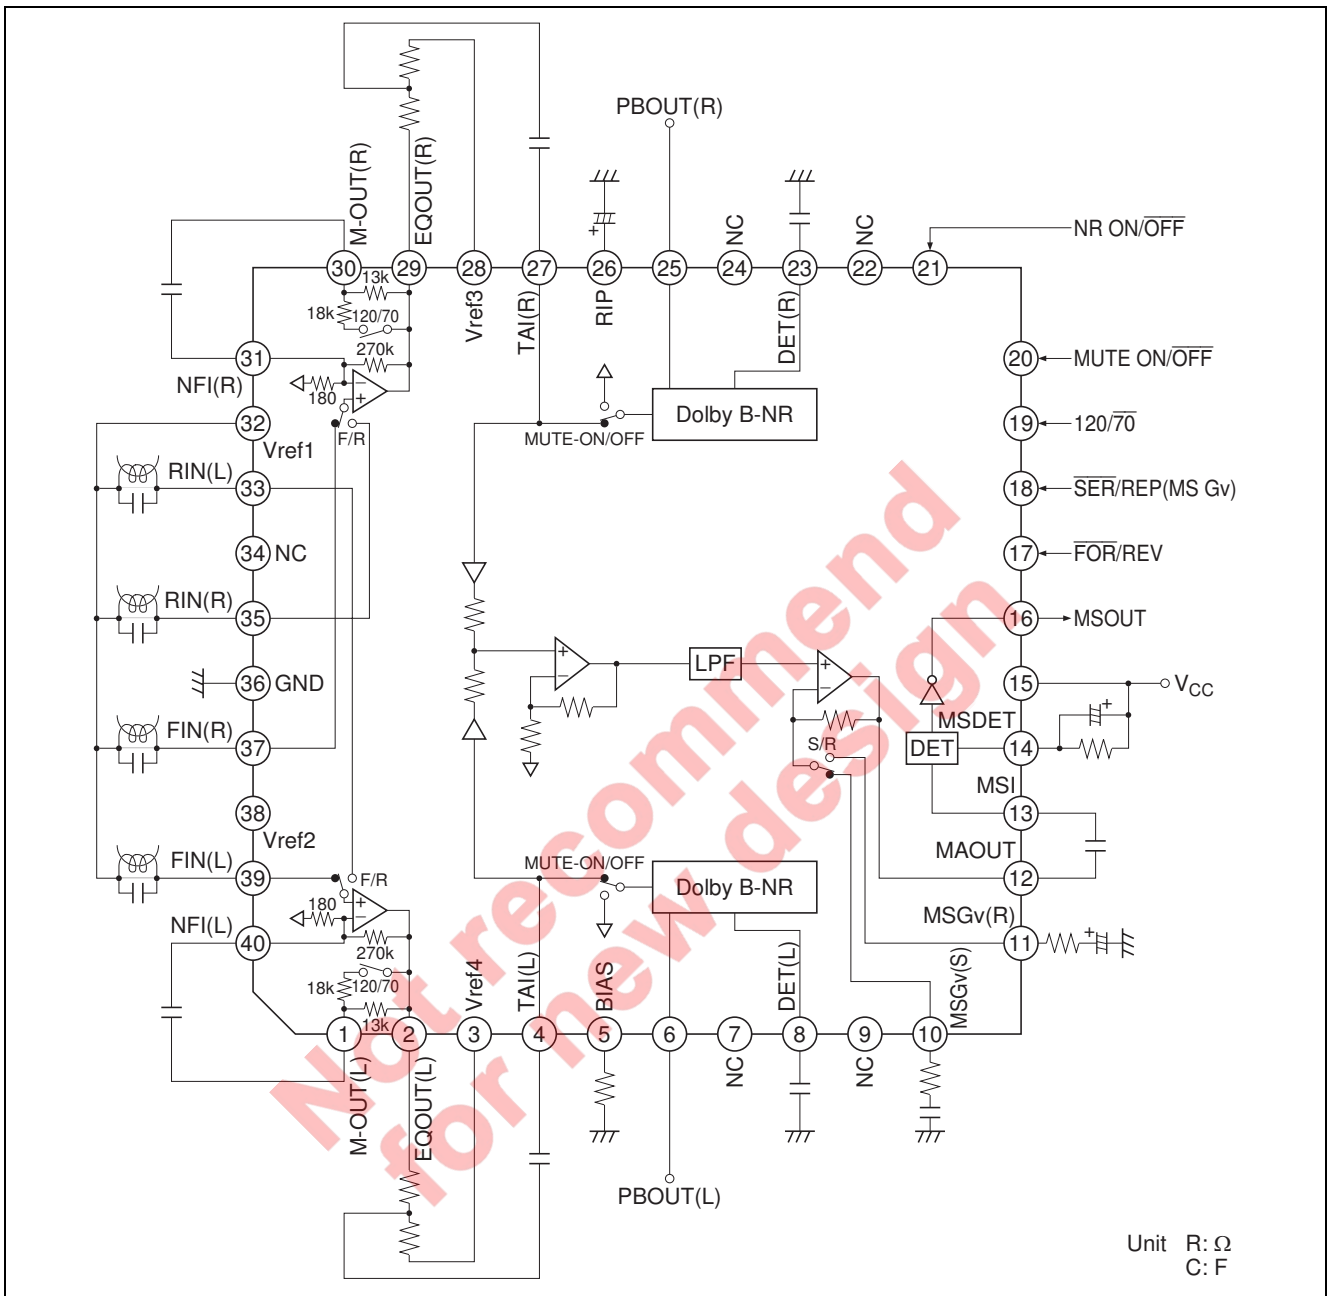 PBOUT(R)
M-OUT(R)
EQOUT(R)
NC
NC
NR ON/OFF
30
29
28
27
26
25
24
23
22
21
13k
18k
120/70
270k
180
F/R
Vref3
TAI(R)
RIP
DET(R)
31
NFI(R)
20
MUTE ON/OFF
Dolby B-NR
MUTE-ON/OFF
32
Vref1
19
120/70
RIN(L)
33
18
SER/REP(MS Gv)
34
NC
17
FOR/REV
RIN(R)
35
16
MSOUT
LPF
36
GND
15
VCC
MSDET
FIN(R)
37
S/R
DET
14
MSI
38
Vref2
13
MAOUT
FIN(L)
39
F/R
MUTE-ON/OFF
Dolby B-NR
12
180
NFI(L)
40
270k
MSGv(R)
11
18k
120/70
13k
Vref4
TAI(L)
BIAS
DET(L)
MSGv(S)
1
2
3
4
5
6
7
8
9
10
M-OUT(L)
EQOUT(L)
NC
NC
PBOUT(L)
Not recommend
for new design
Unit R: Ω
C: F